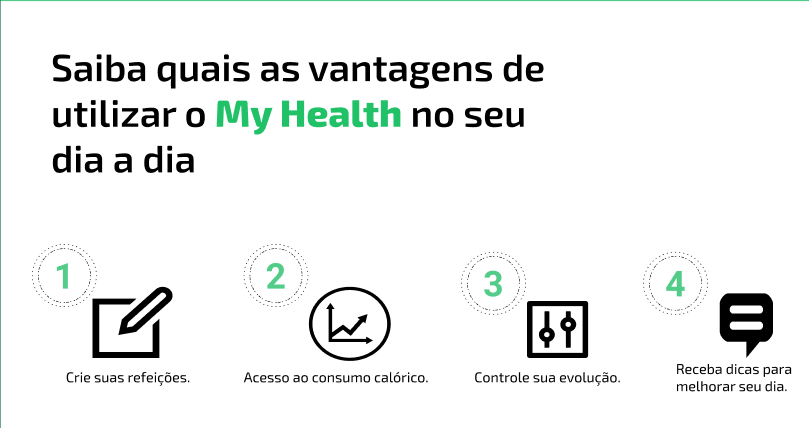 Saiba quais as vantagens de
utilizar o My Health no seu
dia a dia
1
2
3
4
Crie suas refeições.
Acesso ao consumo calórico.
Controle sua evolução.
Receba dicas para
melhorar seu dia.